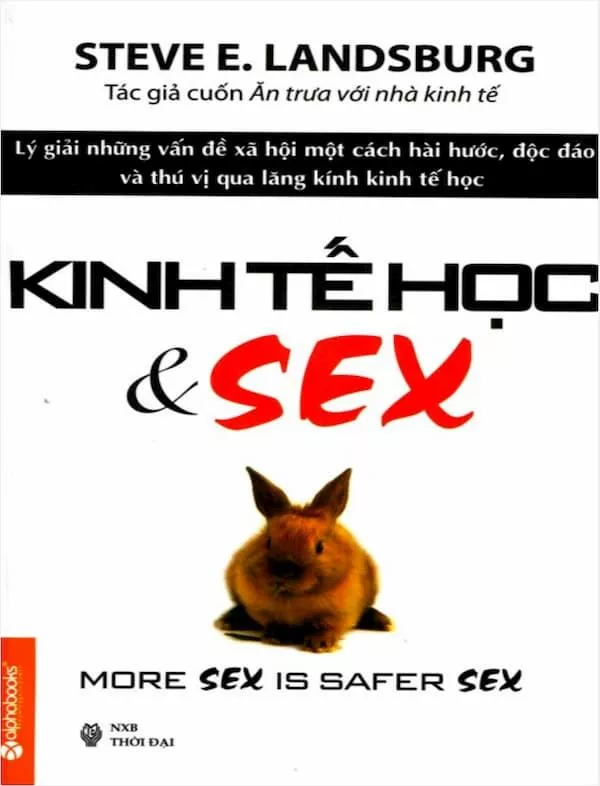 STEVE E. LANDSBURG
Tác giả cuốn Ăn trưa với nhà kinh tế
Lý giải những vấn đề xã hội một cách hài hước, độc đáo
và thú vị qua lăng kính kinh tế học
KINH TẾ HỌC
& SEX
MORE SEX IS SAFER SEX
alphabooks®
NXB
THỜI ĐẠI